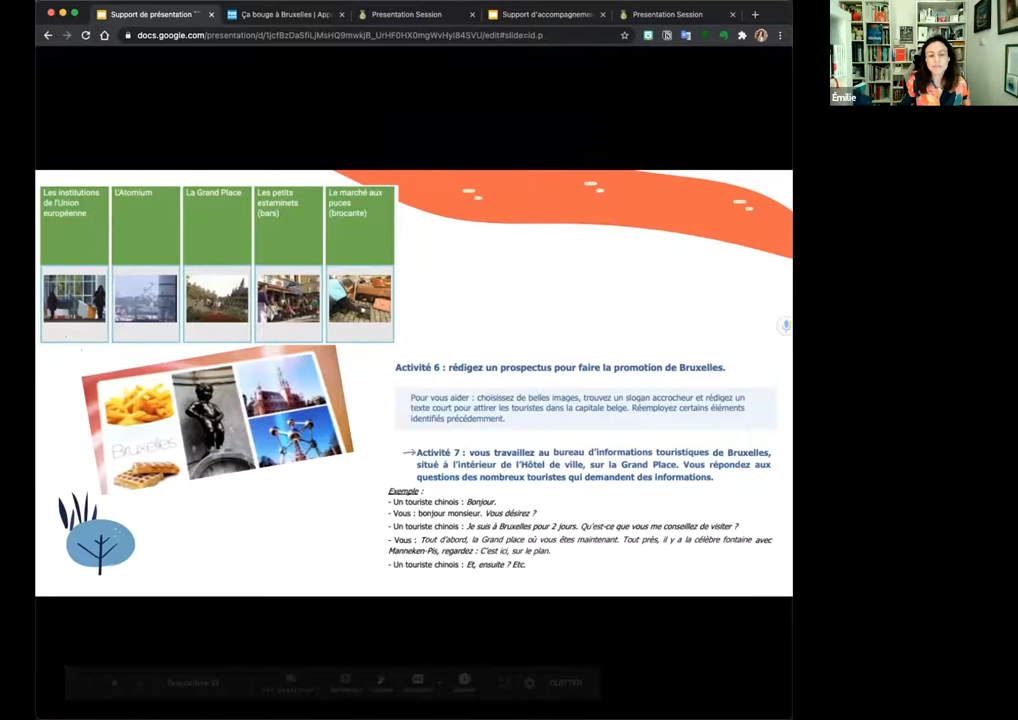 Support de présentation "
Ça bouge à Bruxelles | Appr
Presentation Session
Support d'accompagnemen
Presentation Session
docs.google.com/presentation/d/1jcfBzDaSfiLjMsHQ9mwkjB_UrHF0HX0mgWvHyl84SVU/edit#slide=id.p
Émilie
Les institutions
de l'Union
européenne
L'Atomium
La Grand Place
Les petits
estaminets
(bars)
Le marché aux
puces
(brocante)
Bruxelles
Activité 6 : rédigez un prospectus pour faire la promotion de Bruxelles.
Pour vous aider : choisissez de belles images, trouvez un slogan accrocheur et rédigez un
texte court pour attirer les touristes dans la capitale belge. Réemployez certains éléments
identifiés précédemment.
→Activité 7 : vous travaillez au bureau d'informations touristiques de Bruxelles,
situé à l'intérieur de l'Hôtel de ville, sur la Grand Place. Vous répondez aux
questions des nombreux touristes qui demandent des informations.
Exemple :
- Un touriste chinois : Bonjour.
- Vous : bonjour monsieur. Vous désirez ?
- Un touriste chinois : Je suis à Bruxelles pour 2 jours. Qu'est-ce que vous me conseillez de visiter ?
- Vous : Tout d'abord, la Grand place où vous êtes maintenant. Tout près, il y a la célèbre fontaine avec
Manneken-Pis, regardez : C'est ici, sur le plan.
- Un touriste chinois : Et, ensuite ? Etc.
QUITTER